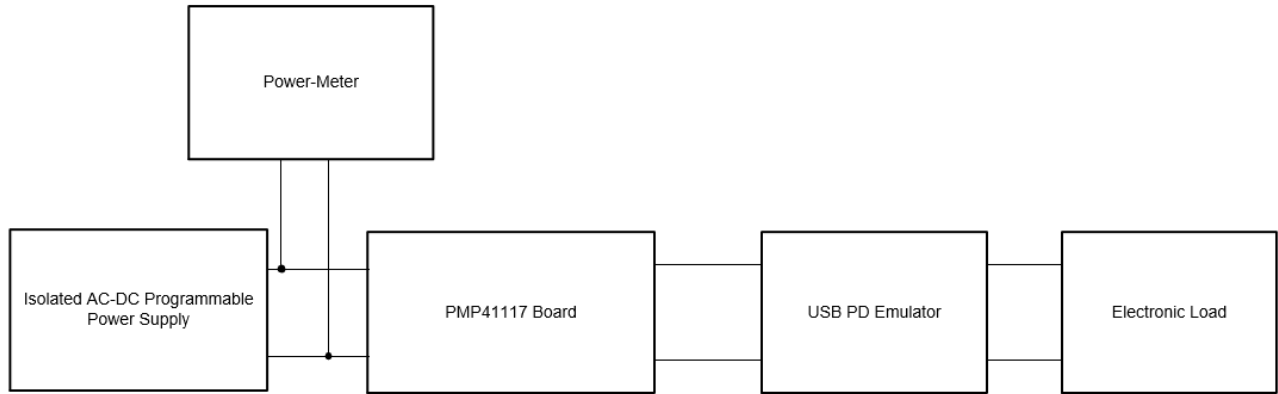 Power-Meter
Isolated AC-DC Programmable
Power Supply
PMP41117 Board
USB PD Emulator
Electronic Load